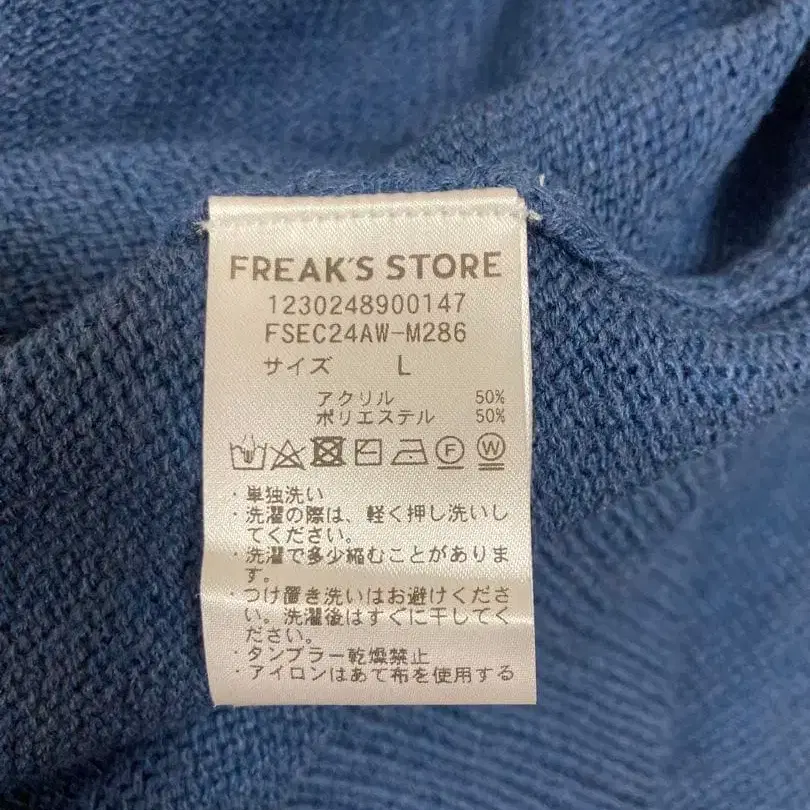 FREAK'S STORE
1230248900147
FSEC24AW-M286
サイズ L
アクリル 50%
ポリエステル 50%
F W
・単独洗い
・洗濯の際は、軽く押し洗いし
てください。
・洗濯で多少縮むことがありま
す。
・つけ置き洗いはお避けくださ
い。洗濯後はすぐに干してく
ださい。
・タンブラー乾燥禁止
・アイロンはあて布を使用する